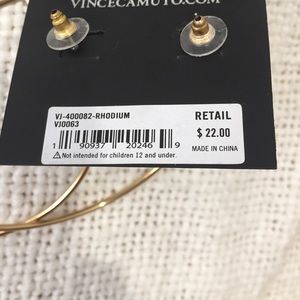 VINCECAMUTO.COM
VJ-400082-RHODIUM
VJ0063
RETAIL
$ 22.00
1 90937 20246 9
⚠Not intended for children 12 and under.
MADE IN CHINA